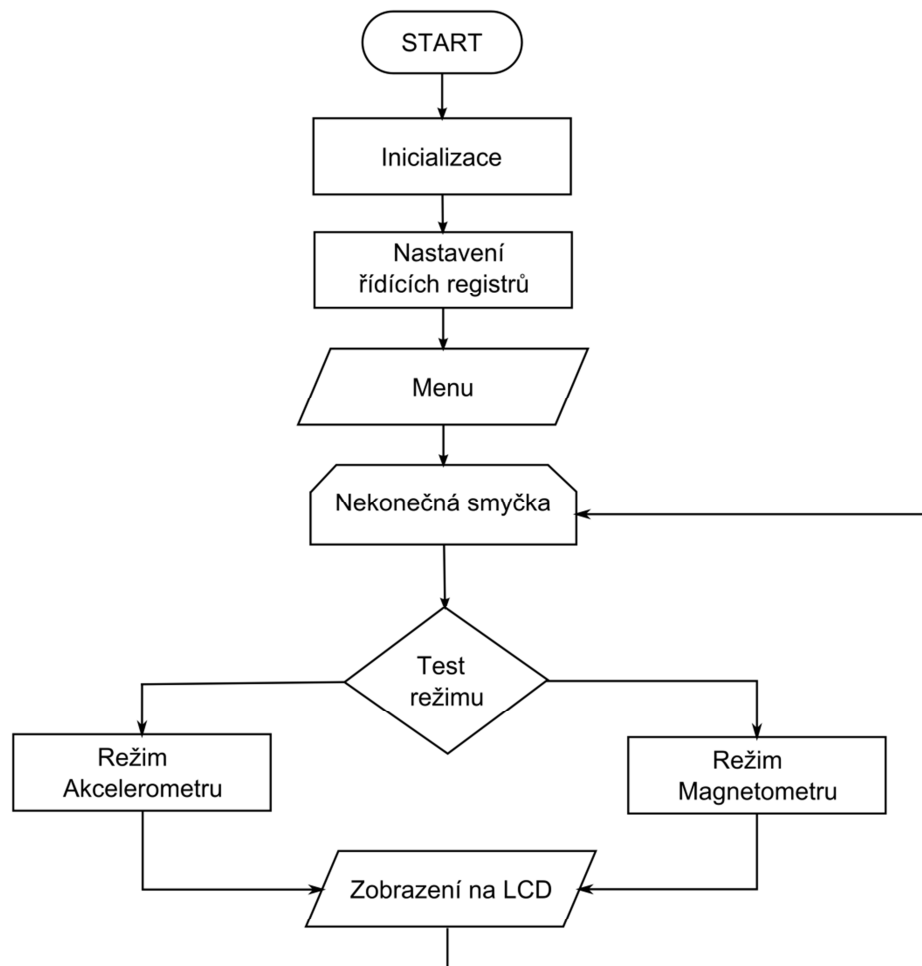 START
Inicializace
Nastavení
řídících registrů
Menu
Nekonečná smyčka
Test
režimu
Režim
Akcelerometru
Režim
Magnetometru
Zobrazení na LCD